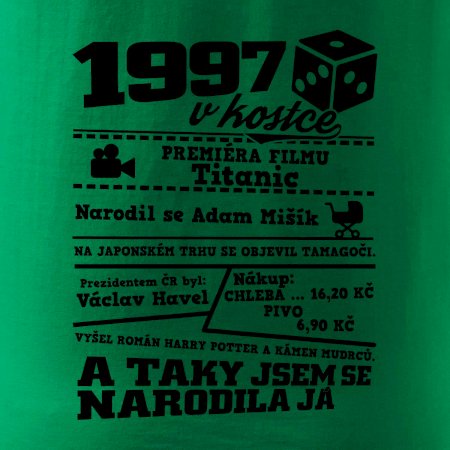 1997
v kostce
PREMIÉRA FILMU
Titanic
Narodil se Adam Mišík
NA JAPONSKÉM TRHU SE OBJEVIL TAMAGOČI.
Prezidentem ČR byl:
Václav Havel
Nákup:
CHLEBA ... 16,20 KČ
PIVO
6,90 KČ
VYŠEL ROMÁN HARRY POTTER A KÁMEN MUDRCŮ.
A TAKY JSEM SE
NARODILA JÁ